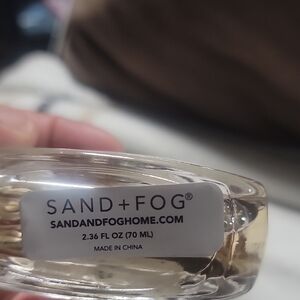 SAND+FOG®
SANDANDFOGHOME.COM
2.36 FL OZ (70 ML)
MADE IN CHINA